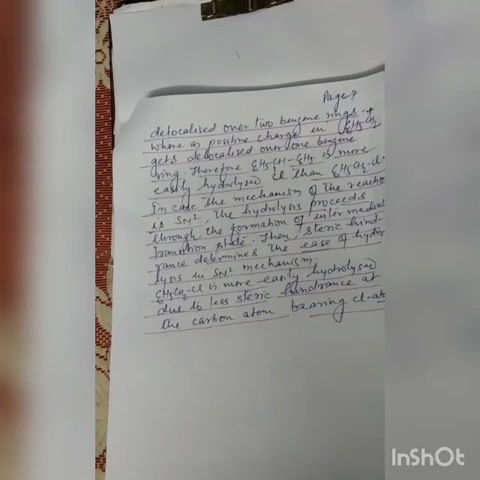 Page 7
delocalised over two benzene rings
where as positive charge in C6H5CH2+
gets delocalised over one benzene
ring. Therefore C6H5CH-C6H5 is more
easily hydrolysed Cl than C6H5CH2-Cl.
In case the mechanism of the reactio
is SN2, the hydrolysis proceeds
through the formation of intermediat
transition state. Then, steric hind-
rance determines the ease of hydro
lysis in SN2 mechanism.
C6H5CH2-Cl is more easily hydrolysed
due to less steric hindrance at
the carbon atom bearing Cl-ato
InShOt